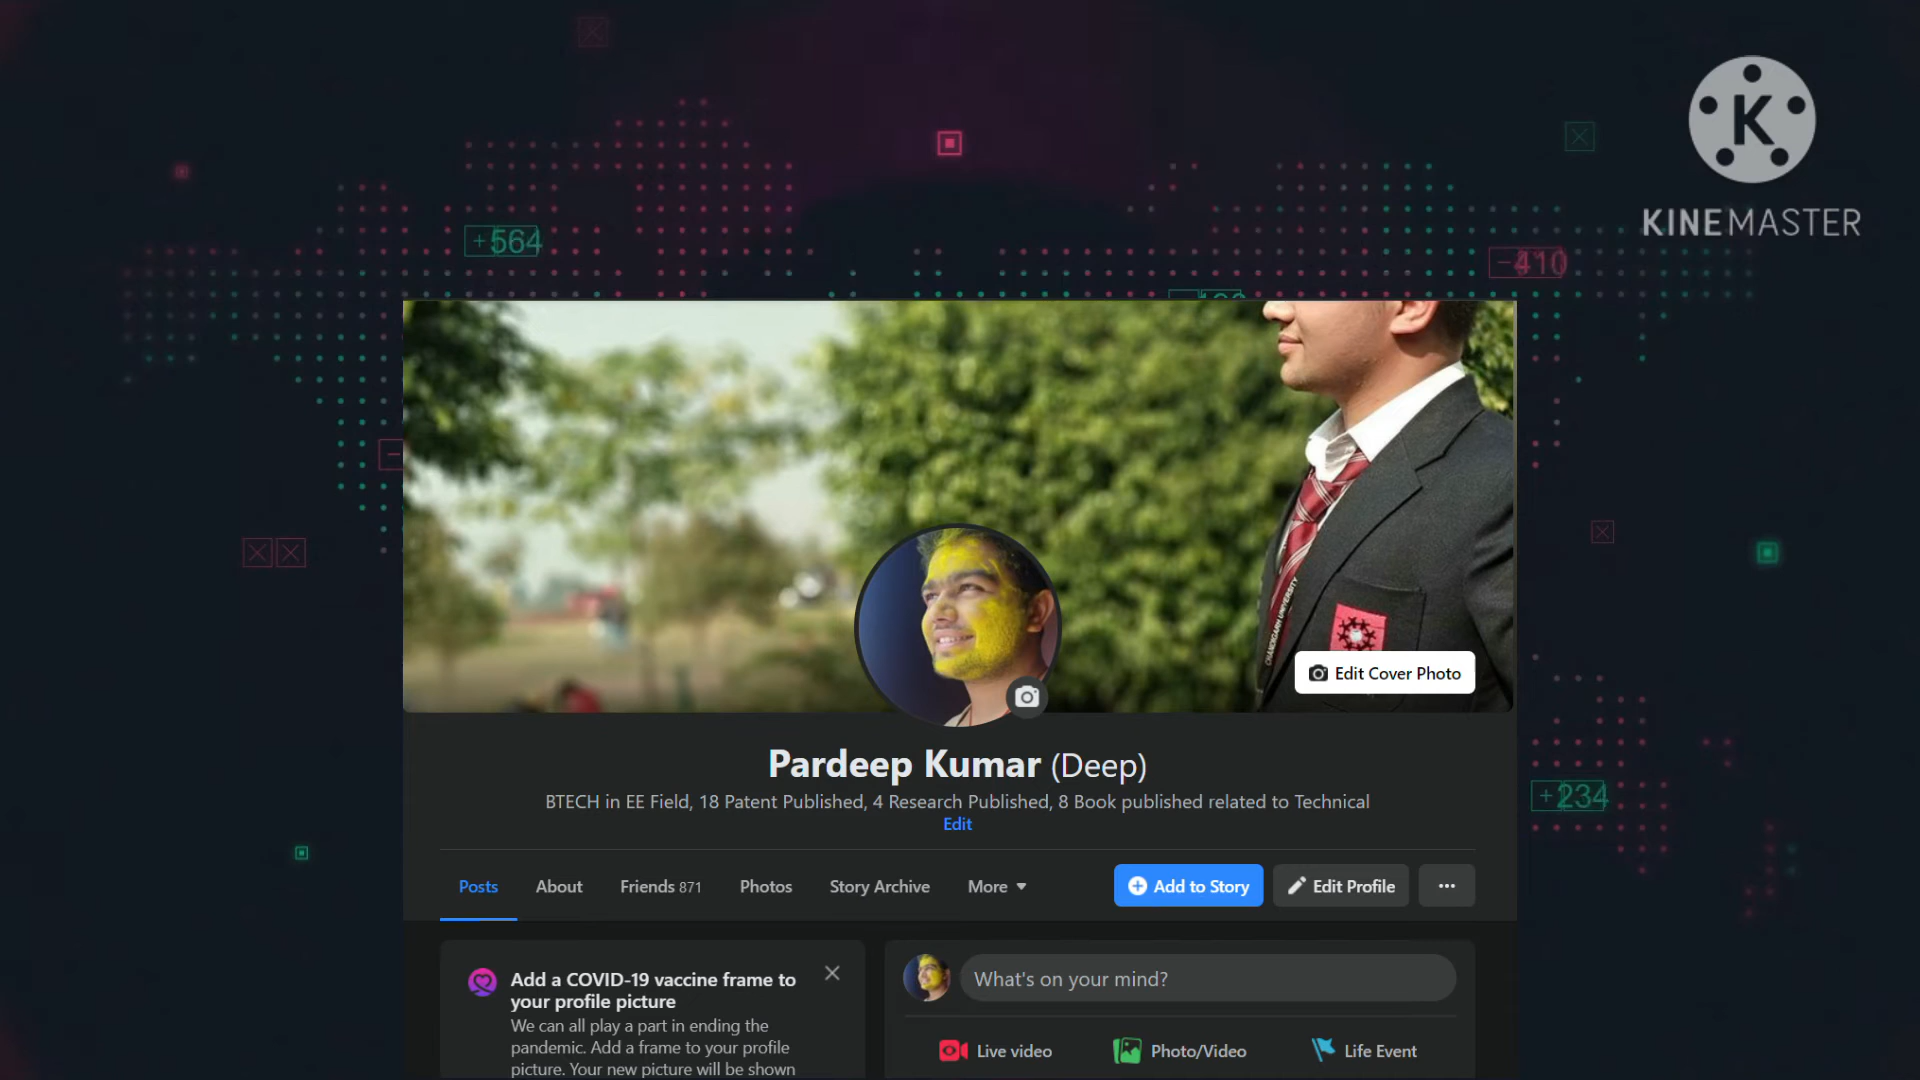 KINEMASTER
+564
-410
Edit Cover Photo
CHANDIGARH UNIVERSITY
Pardeep Kumar (Deep)
BTECH in EE Field, 18 Patent Published, 4 Research Published, 8 Book published related to Technical
Edit
+234
Posts
About
Friends 871
Photos
Story Archive
More
Add to Story
Edit Profile
Add a COVID-19 vaccine frame to
your profile picture
We can all play a part in ending the
pandemic. Add a frame to your profile
picture. Your new picture will be shown
What's on your mind?
Live video
Photo/Video
Life Event